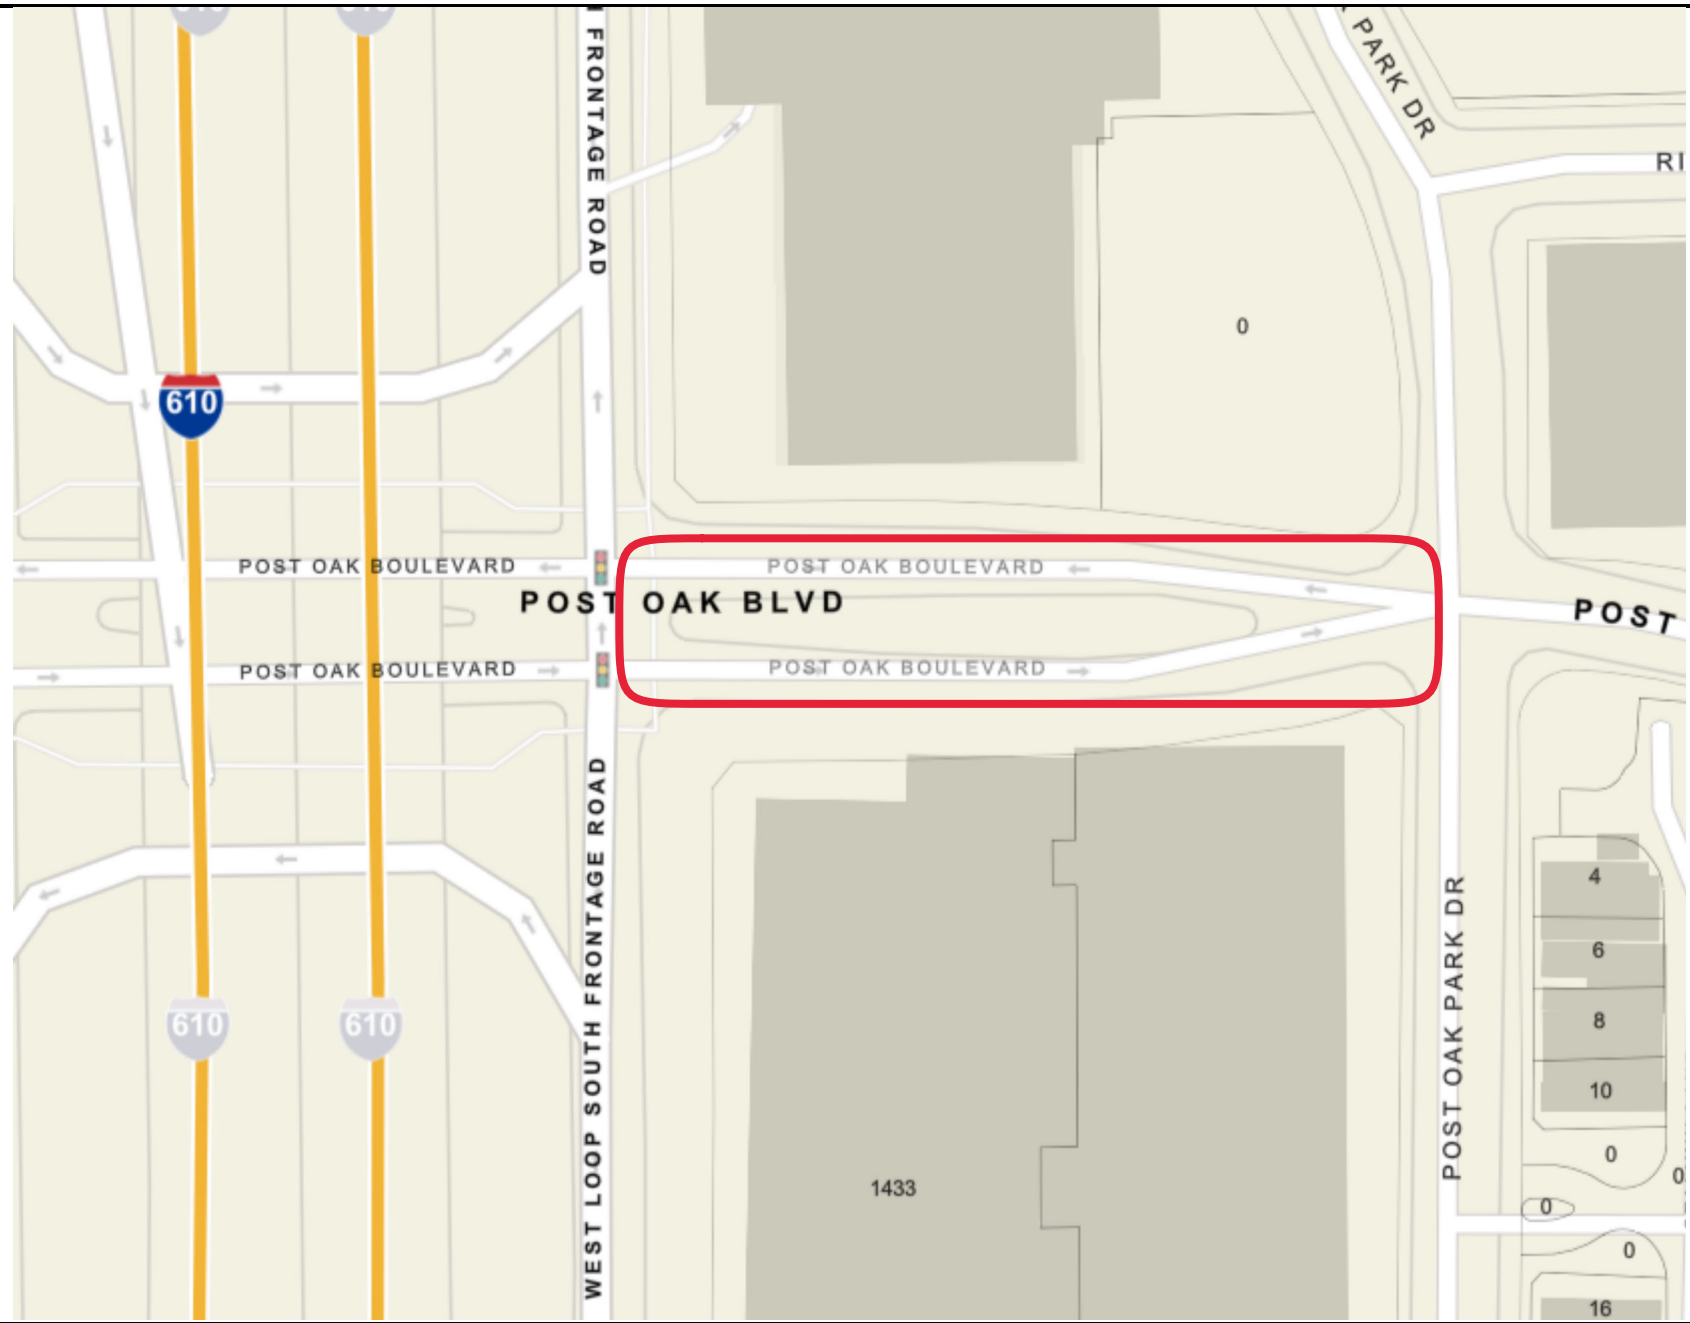 FRONTAGE ROAD
PARK DR
RI
0
610
POST OAK BOULEVARD
POST OAK BOULEVARD
POST OAK BLVD
POST
POST OAK BOULEVARD
POST OAK BOULEVARD
WEST LOOP SOUTH FRONTAGE ROAD
POST OAK PARK DR
4
6
8
10
610
610
0
0
0
1433
0
16